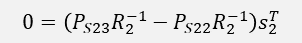 0 = (P_{S23}R_2^{-1} − P_{S22}R_2^{-1})s_2^T